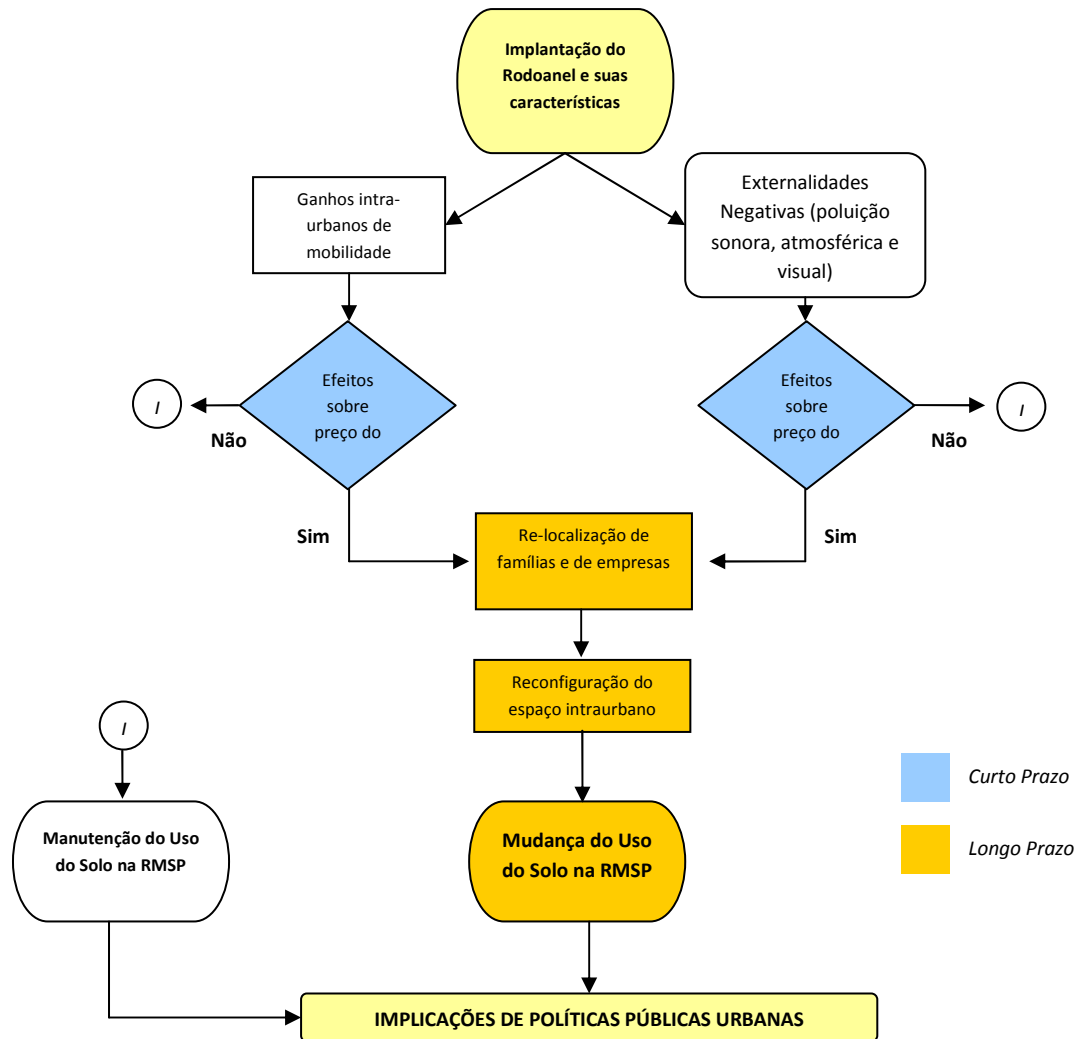 Implantação do
Rodoanel e suas
características
Ganhos intra-
urbanos de
mobilidade
Externalidades
Negativas (poluição
sonora, atmosférica e
visual)
Efeitos
sobre
preço do
Efeitos
sobre
preço do
I
Não
I
Não
Sim
Sim
Re-localização de
famílias e de empresas
Reconfiguração do
espaço intraurbano
I
Curto Prazo
Manutenção do Uso
do Solo na RMSP
Mudança do Uso
do Solo na RMSP
Longo Prazo
IMPLICAÇÕES DE POLÍTICAS PÚBLICAS URBANAS